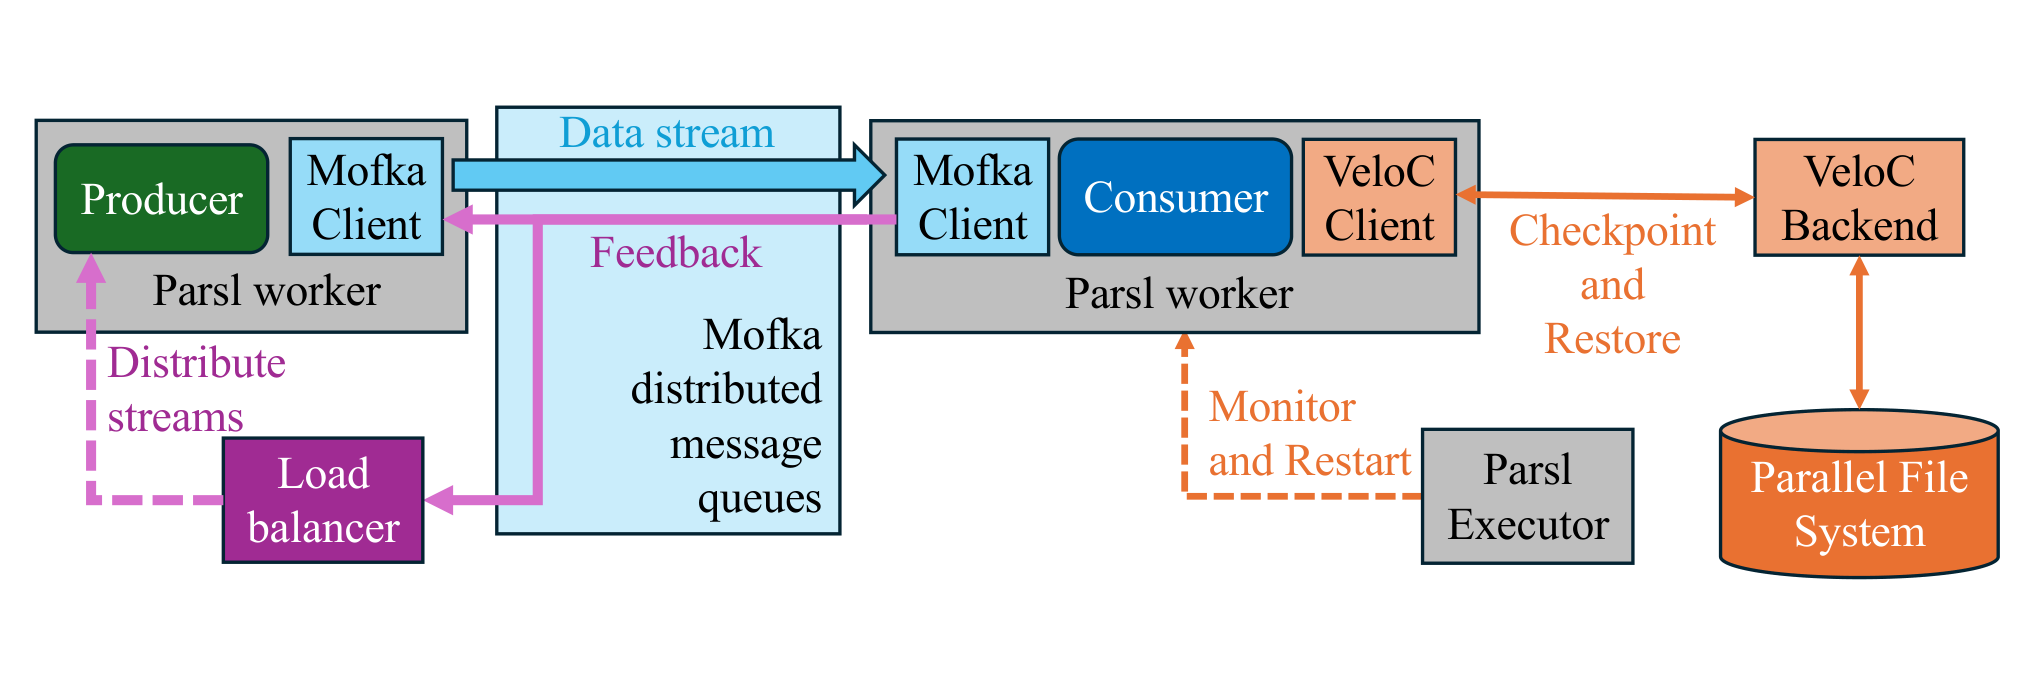 Producer
Mofka
Client
Parsl worker
Data stream
Feedback
Mofka
distributed
message
queues
Mofka
Client
Consumer
VeloC
Client
Parsl worker
Checkpoint
and
Restore
VeloC
Backend
Distribute
streams
Load
balancer
Monitor
and Restart
Parsl
Executor
Parallel File
System